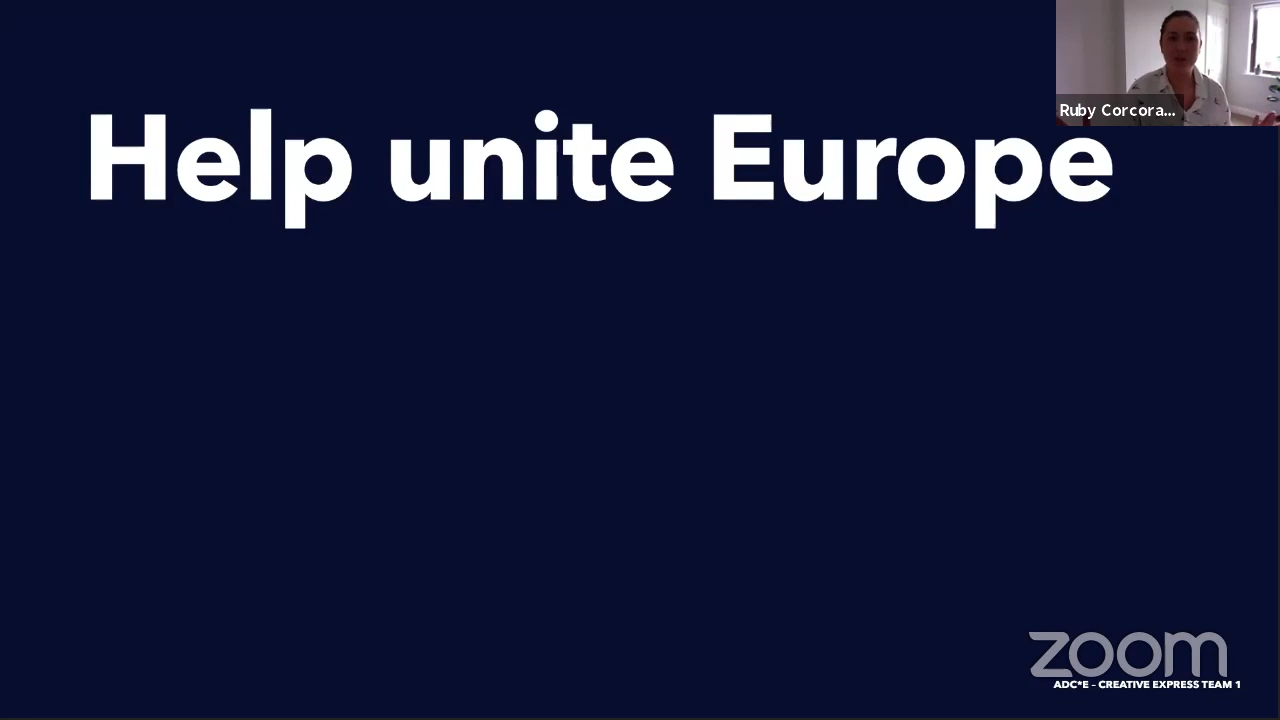 Ruby Corcora...
Help unite Europe
zoom
ADC*E – CREATIVE EXPRESS TEAM 1